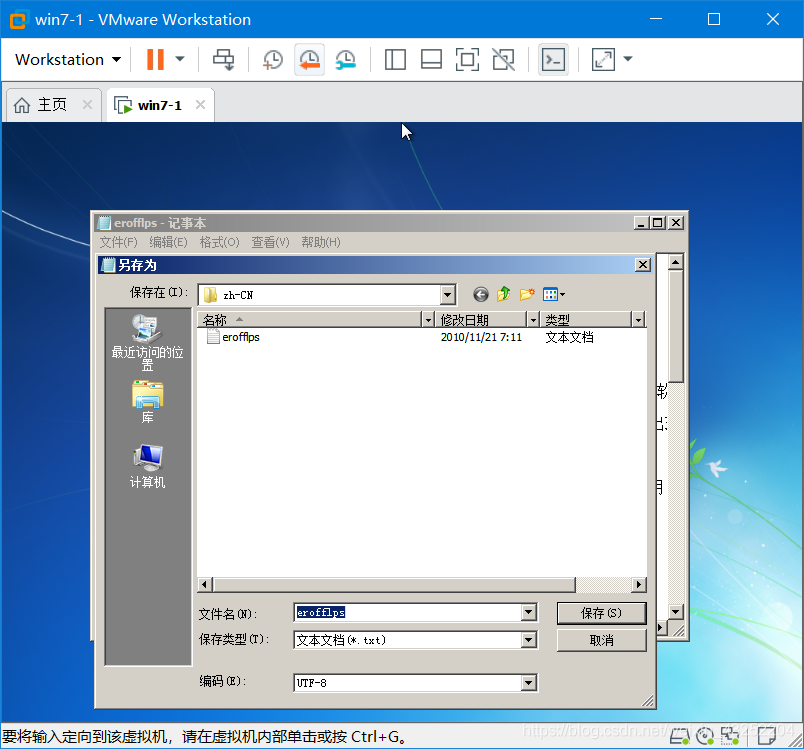 win7-1 - VMware Workstation
Workstation
主页
win7-1
erofflps - 记事本
文件(F) 编辑(E) 格式(O) 查看(V) 帮助(H)
另存为
保存在(I): zh-CN
名称 修改日期 类型
erofflps 2010/11/21 7:11 文本文档
最近访问的位置
库
计算机
软
用
文件名(N): erofflps 保存(S)
保存类型(T): 文本文档(*.txt) 取消
编码(E): UTF-8
要将输入定向到该虚拟机，请在虚拟机内部单击或按 Ctrl+G。